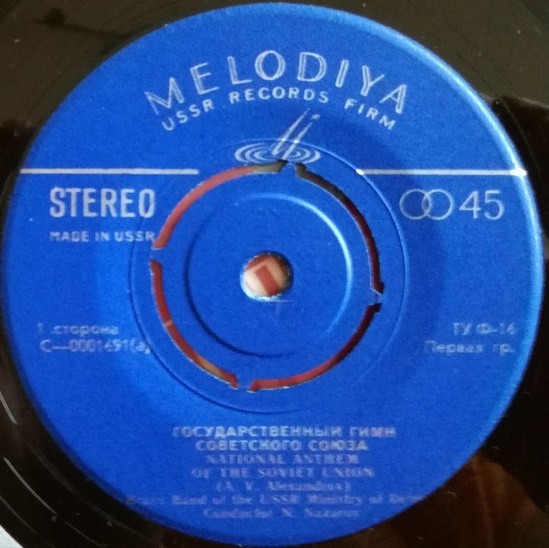 MELODIYA
USSR RECORDS FIRM
STEREO
45
MADE IN USSR
1 сторона
С—0001691(а)
ТУ Ф-16
Первая гр.
ГОСУДАРСТВЕННЫЙ ГИМН
СОВЕТСКОГО СОЮЗА
NATIONAL ANTHEM
OF THE SOVIET UNION
(A. V. Alexandrov)
Brass Band of the USSR Ministry of
Conductor N. Nazarov